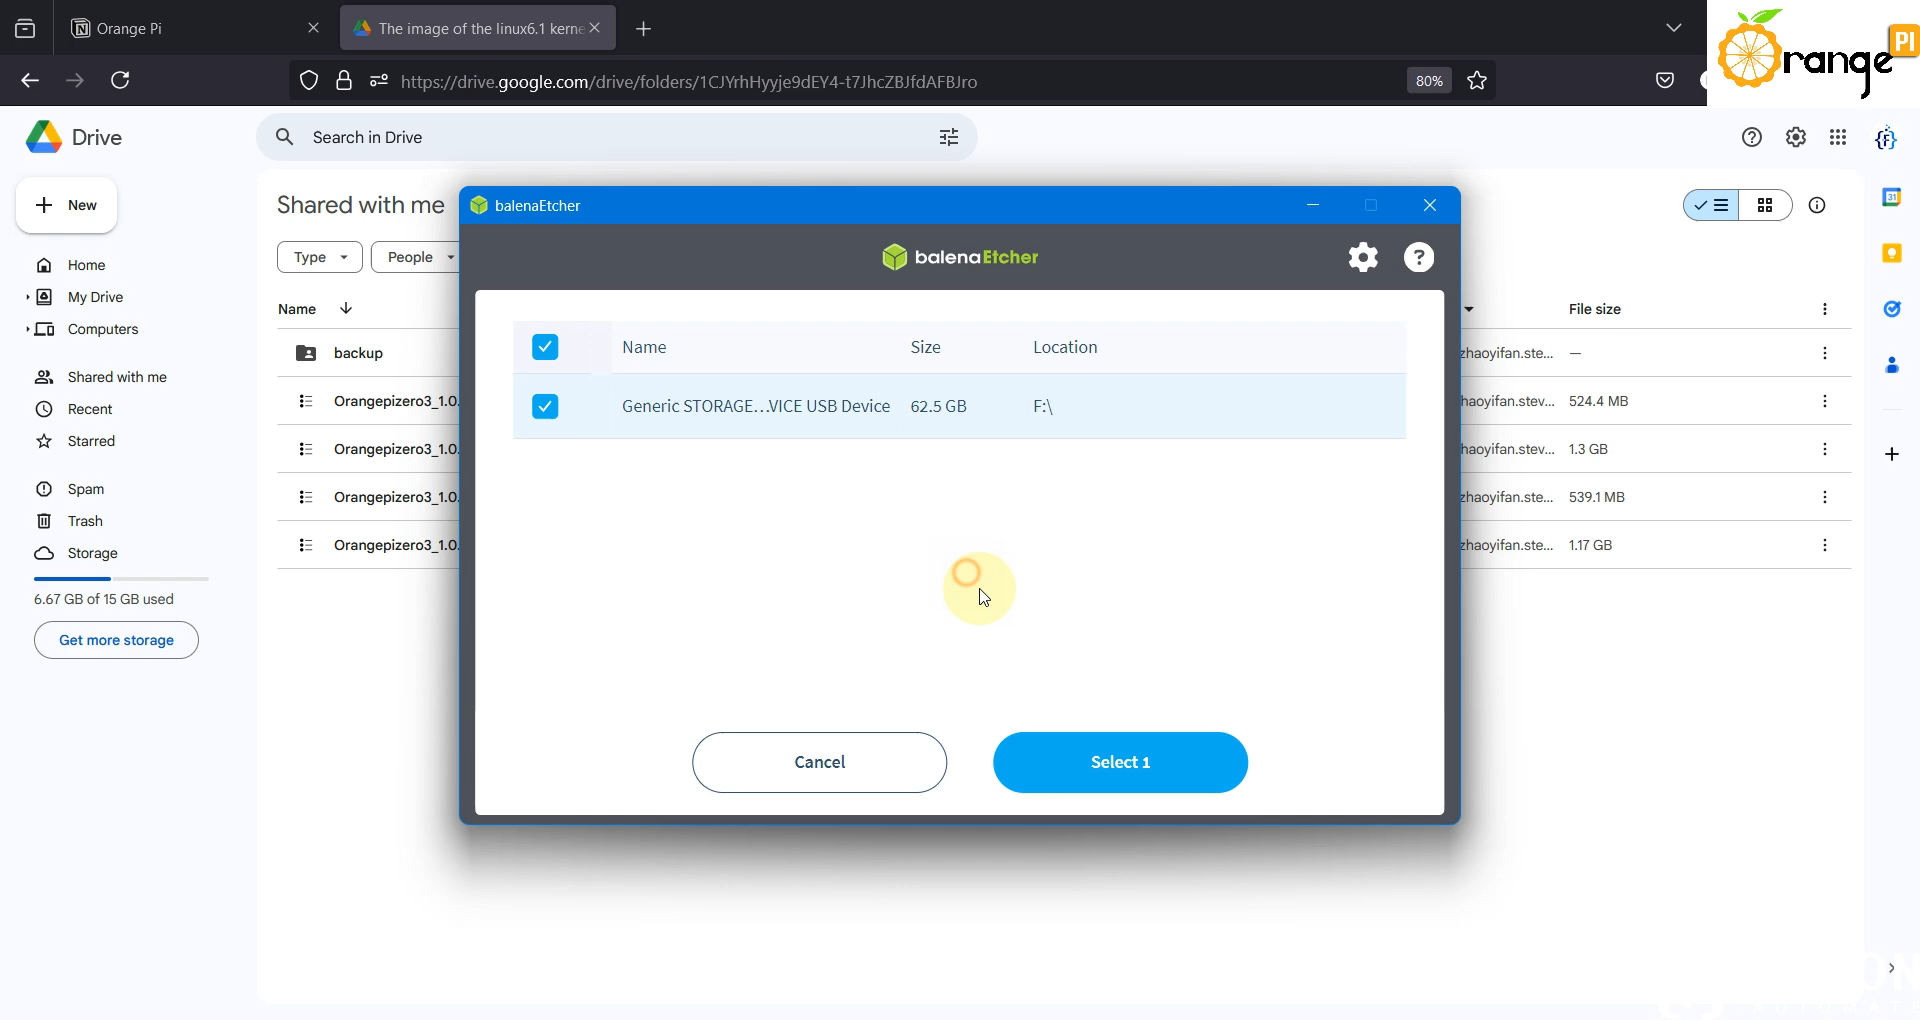 Orange Pi
The image of the linux6.1 kerne
range
PI
https://drive.google.com/drive/folders/1CJYrhHyyje9dEY4-t7JhcZBJfdAFBJro
80%
Drive
Search in Drive
New
Shared with me
balenaEtcher
balenaEtcher
Type
People
Home
My Drive
Computers
Name
File size
Name
Size
Location
backup
zhaoyifan.ste... —
Shared with me
Orangepizero3_1.0.
haoyifan.stev... 524.4 MB
Generic STORAGE...VICE USB Device
62.5 GB
F:\
Recent
Starred
Orangepizero3_1.0.
haoyifan.stev... 1.3 GB
Spam
Orangepizero3_1.0.
zhaoyifan.ste... 539.1 MB
Trash
Orangepizero3_1.0.
zhaoyifan.ste... 1.17 GB
Storage
6.67 GB of 15 GB used
Get more storage
Cancel
Select 1
31